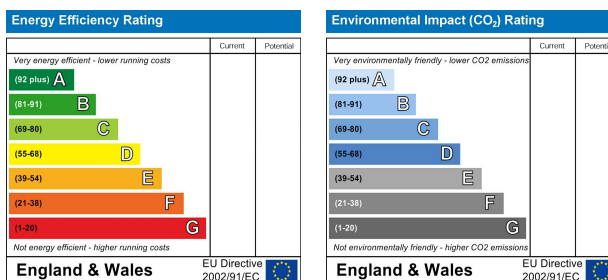 Energy Efficiency Rating
Current Potential
Very energy efficient - lower running costs
(92 plus) A
(81-91) B
(69-80) C
(55-68) D
(39-54) E
(21-38) F
(1-20) G
Not energy efficient - higher running costs
England & Wales
EU Directive
2002/91/EC
Environmental Impact (CO₂) Rating
Current Potential
Very environmentally friendly - lower CO2 emissions
(92 plus) A
(81-91) B
(69-80) C
(55-68) D
(39-54) E
(21-38) F
(1-20) G
Not environmentally friendly - higher CO2 emissions
England & Wales
EU Directive
2002/91/EC